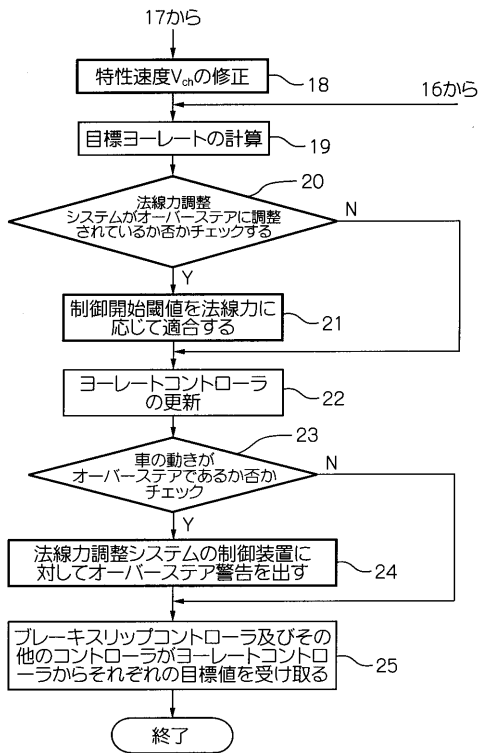 17から
特性速度Vchの修正
18
16から
目標ヨーレートの計算
19
20
法線力調整
システムがオーバーステアに調整
されているか否かチェックする
N
Y
制御開始閾値を法線力に
応じて適合する
21
ヨーレートコントローラ
の更新
22
23
車の動きが
オーバーステアであるか否か
チェック
N
Y
法線力調整システムの制御装置に
対してオーバーステア警告を出す
24
ブレーキスリップコントローラ及びその
他のコントローラがヨーレートコントロ
ーラからそれぞれの目標値を受け取る
25
終了